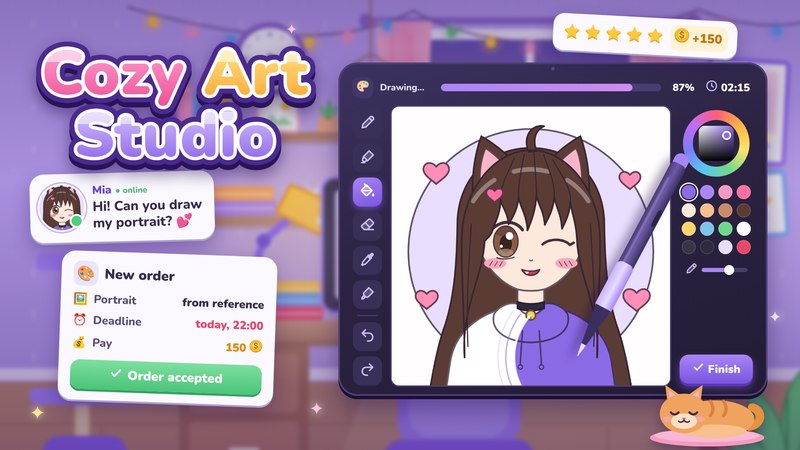 Cozy Art
Studio
Mia • online
Hi! Can you draw
my portrait? 💕
New order
Portrait from reference
Deadline today, 22:00
Pay 150
Order accepted
+150
Drawing... 87% 02:15
Finish